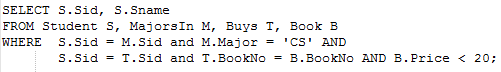 SELECT S.Sid, S.Sname
FROM Student S, MajorsIn M, Buys T, Book B
WHERE S.Sid = M.Sid and M.Major = 'CS' AND
S.Sid = T.Sid and T.BookNo = B.BookNo AND B.Price < 20;